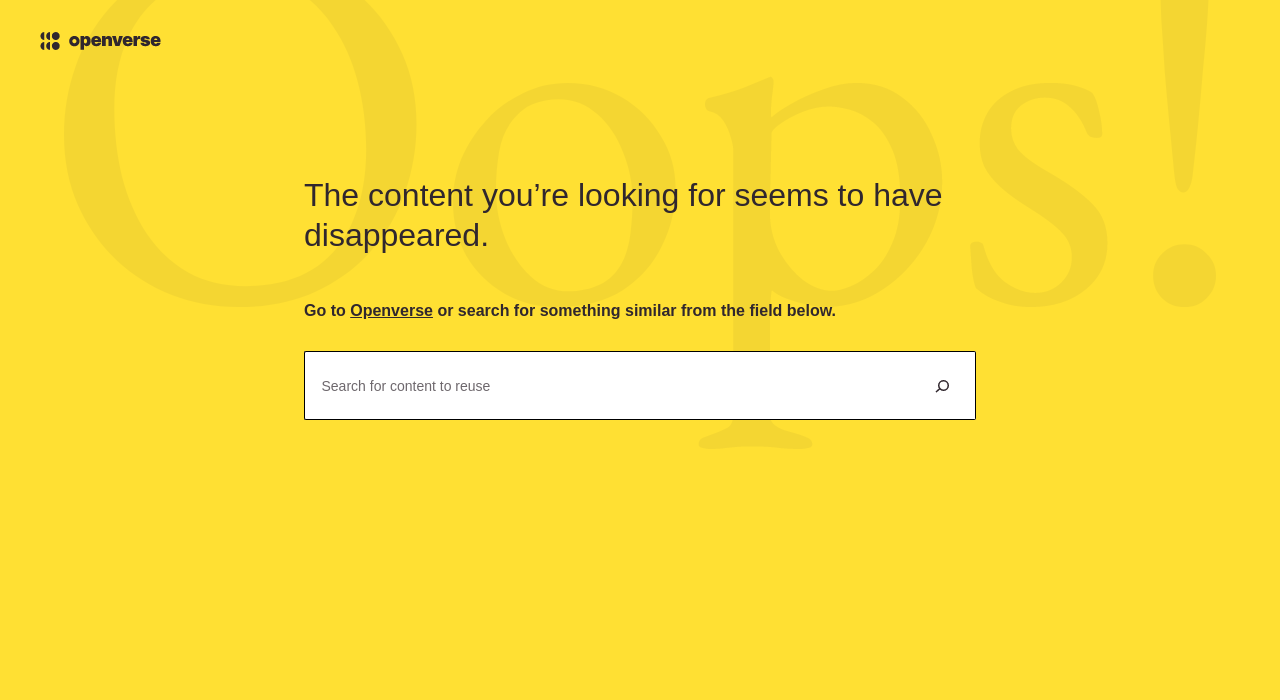 openverse
Oops!
The content you’re looking for seems to have
disappeared.
Go to Openverse or search for something similar from the field below.
Search for content to reuse